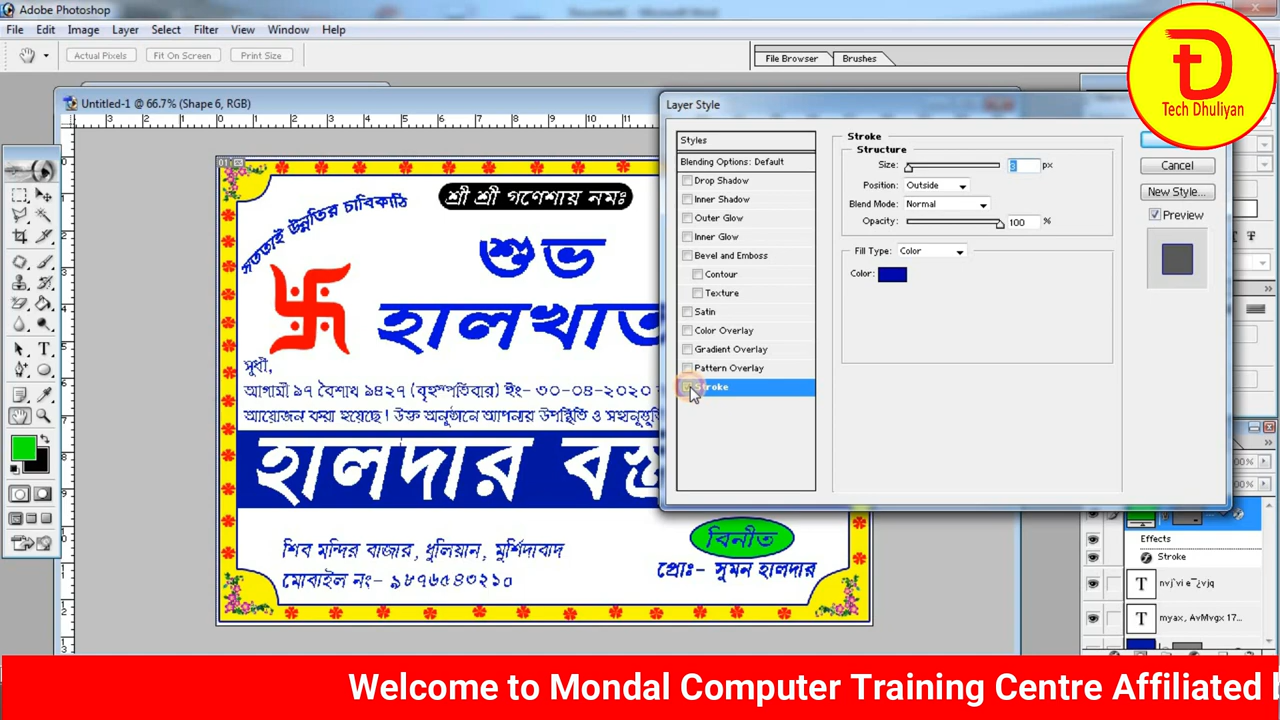 Adobe Photoshop
File Edit Image Layer Select Filter View Window Help
Actual Pixels Fit On Screen Print Size
File Browser Brushes
Tech Dhuliyan
Untitled-1 @ 66.7% (Shape 6, RGB)
Layer Style
Styles
Blending Options: Default
Drop Shadow
Inner Shadow
Outer Glow
Inner Glow
Bevel and Emboss
Contour
Texture
Satin
Color Overlay
Gradient Overlay
Pattern Overlay
Stroke
Stroke
Structure
Size: 3 px
Position: Outside
Blend Mode: Normal
Opacity: 100 %
Fill Type: Color
Color:
Cancel
New Style...
Preview
শ্রী শ্রী গণেশায় নমঃ
সততাই উন্নতির চাবিকাঠি
শুভ
হালখাত
সুধী,
আগামী ১৭ বৈশাখ ১৪২৭ (বৃহস্পতিবার) ইং- ৩০-০৪-২০২০
আয়োজন করা হয়েছে। উক্ত অনুষ্ঠানে আপনার উপস্থিতি ও
হালদার বস্ত্র
বিনীত
শিব মন্দির বাজার, ধুলিয়ান, মুর্শিদাবাদ
মোবাইল নং- ৯৮৭৬৫৪৩২১০
প্রোঃ- সুমন হালদার
Effects
Stroke
Welcome to Mondal Computer Training Centre Affiliated